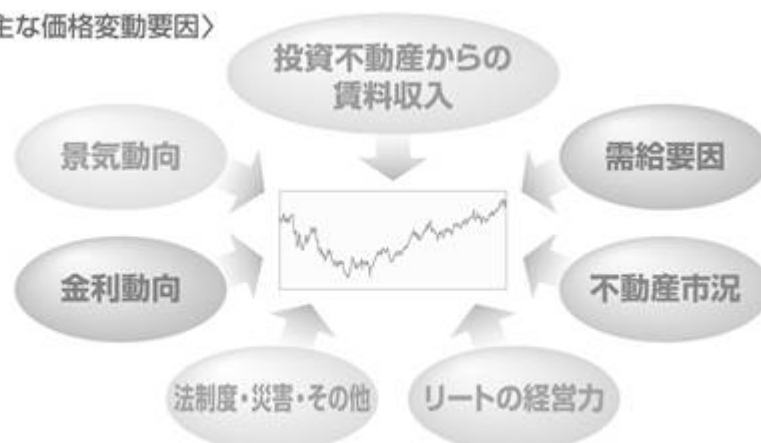 主な価格変動要因〉
投資不動産からの
賃料収入
景気動向
需給要因
金利動向
不動産市況
法制度・災害・その他
リートの経営力